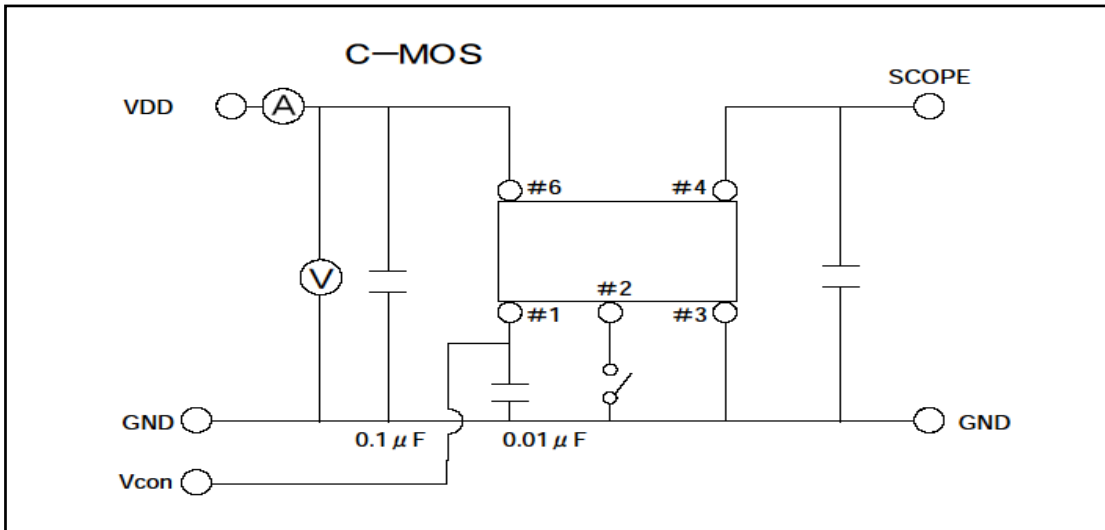 C-MOS
SCOPE
VDD
A
#6
#4
V
#2
#1
#3
GND
GND
0.1μF
0.01μF
Vcon